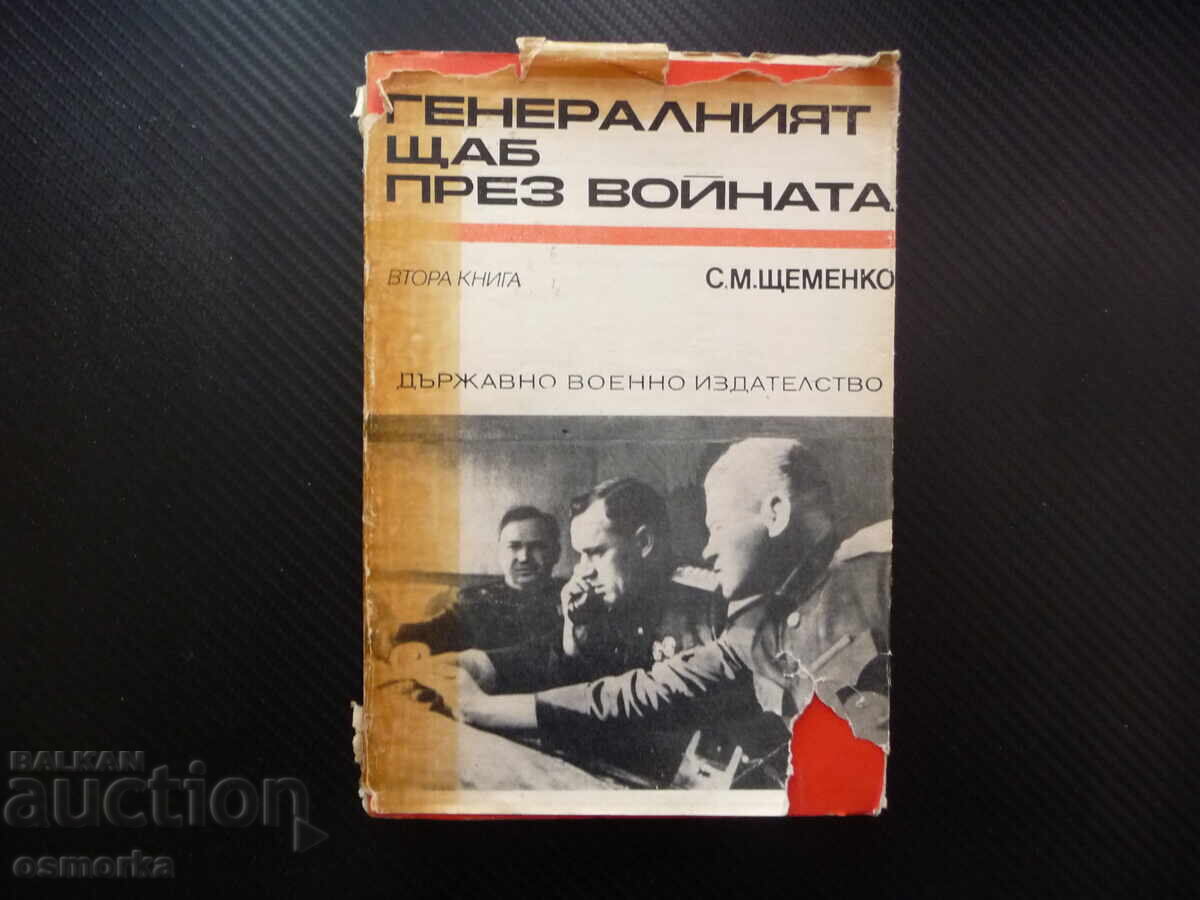 ГЕНЕРАЛНИЯТ
ЩАБ
ПРЕЗ ВОЙНАТА
ВТОРА КНИГА
С.М.ЩЕМЕНКО
ДЪРЖАВНО ВОЕННО ИЗДАТЕЛСТВО
BALKAN
auction
osmorka